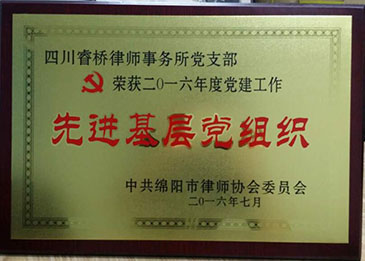 四川睿桥律师事务所党支部
荣获二〇一六年度党建工作
先进基层党组织
中共绵阳市律师协会委员会
二〇一六年七月